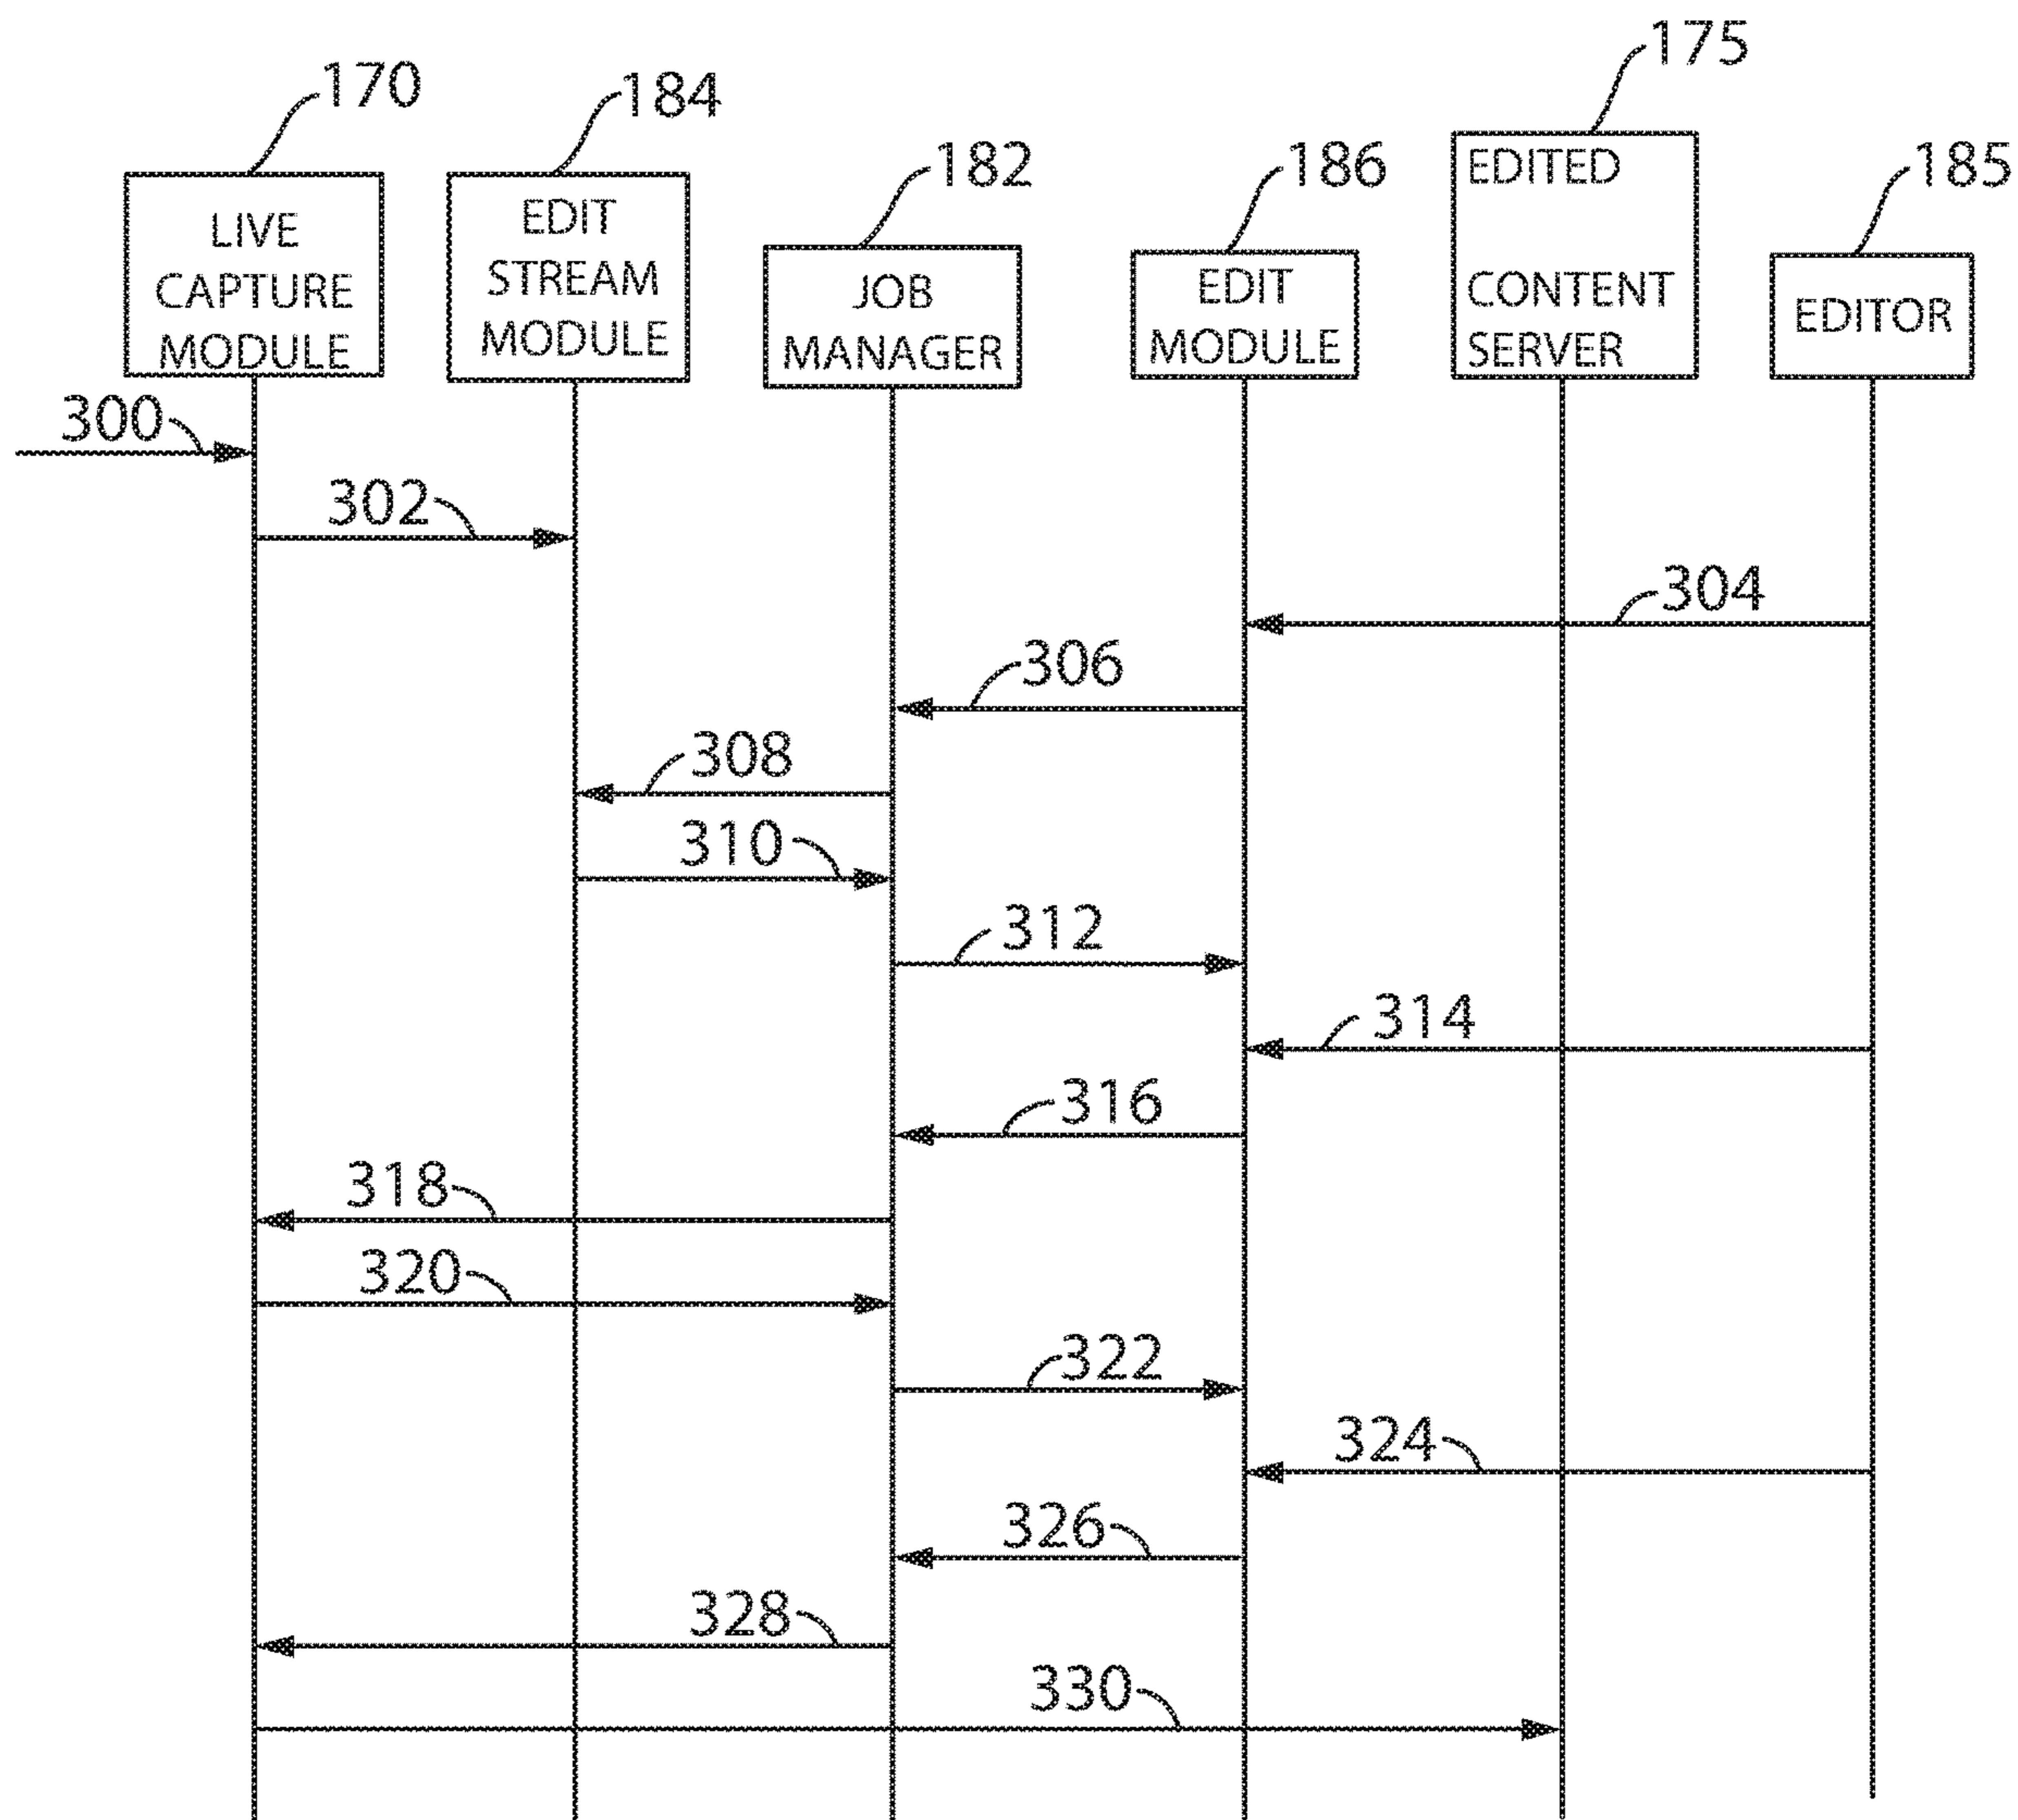 175
170
184
182
186
185
LIVE
CAPTURE
MODULE
EDIT
STREAM
MODULE
JOB
MANAGER
EDIT
MODULE
EDITED
CONTENT
SERVER
EDITOR
300
302
304
306
308
310
312
314
316
318
320
322
324
326
328
330